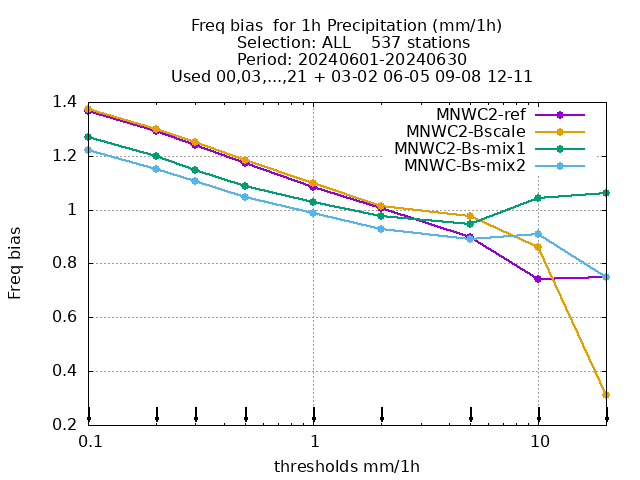 Freq bias  for 1h Precipitation (mm/1h)
Selection: ALL    537 stations
Period: 20240601-20240630
Used 00,03,...,21 + 03-02 06-05 09-08 12-11
MNWC2-ref
MNWC2-Bscale
MNWC2-Bs-mix1
MNWC-Bs-mix2
Freq bias
1.4
1.2
1
0.8
0.6
0.4
0.2
0.1
1
10
thresholds mm/1h